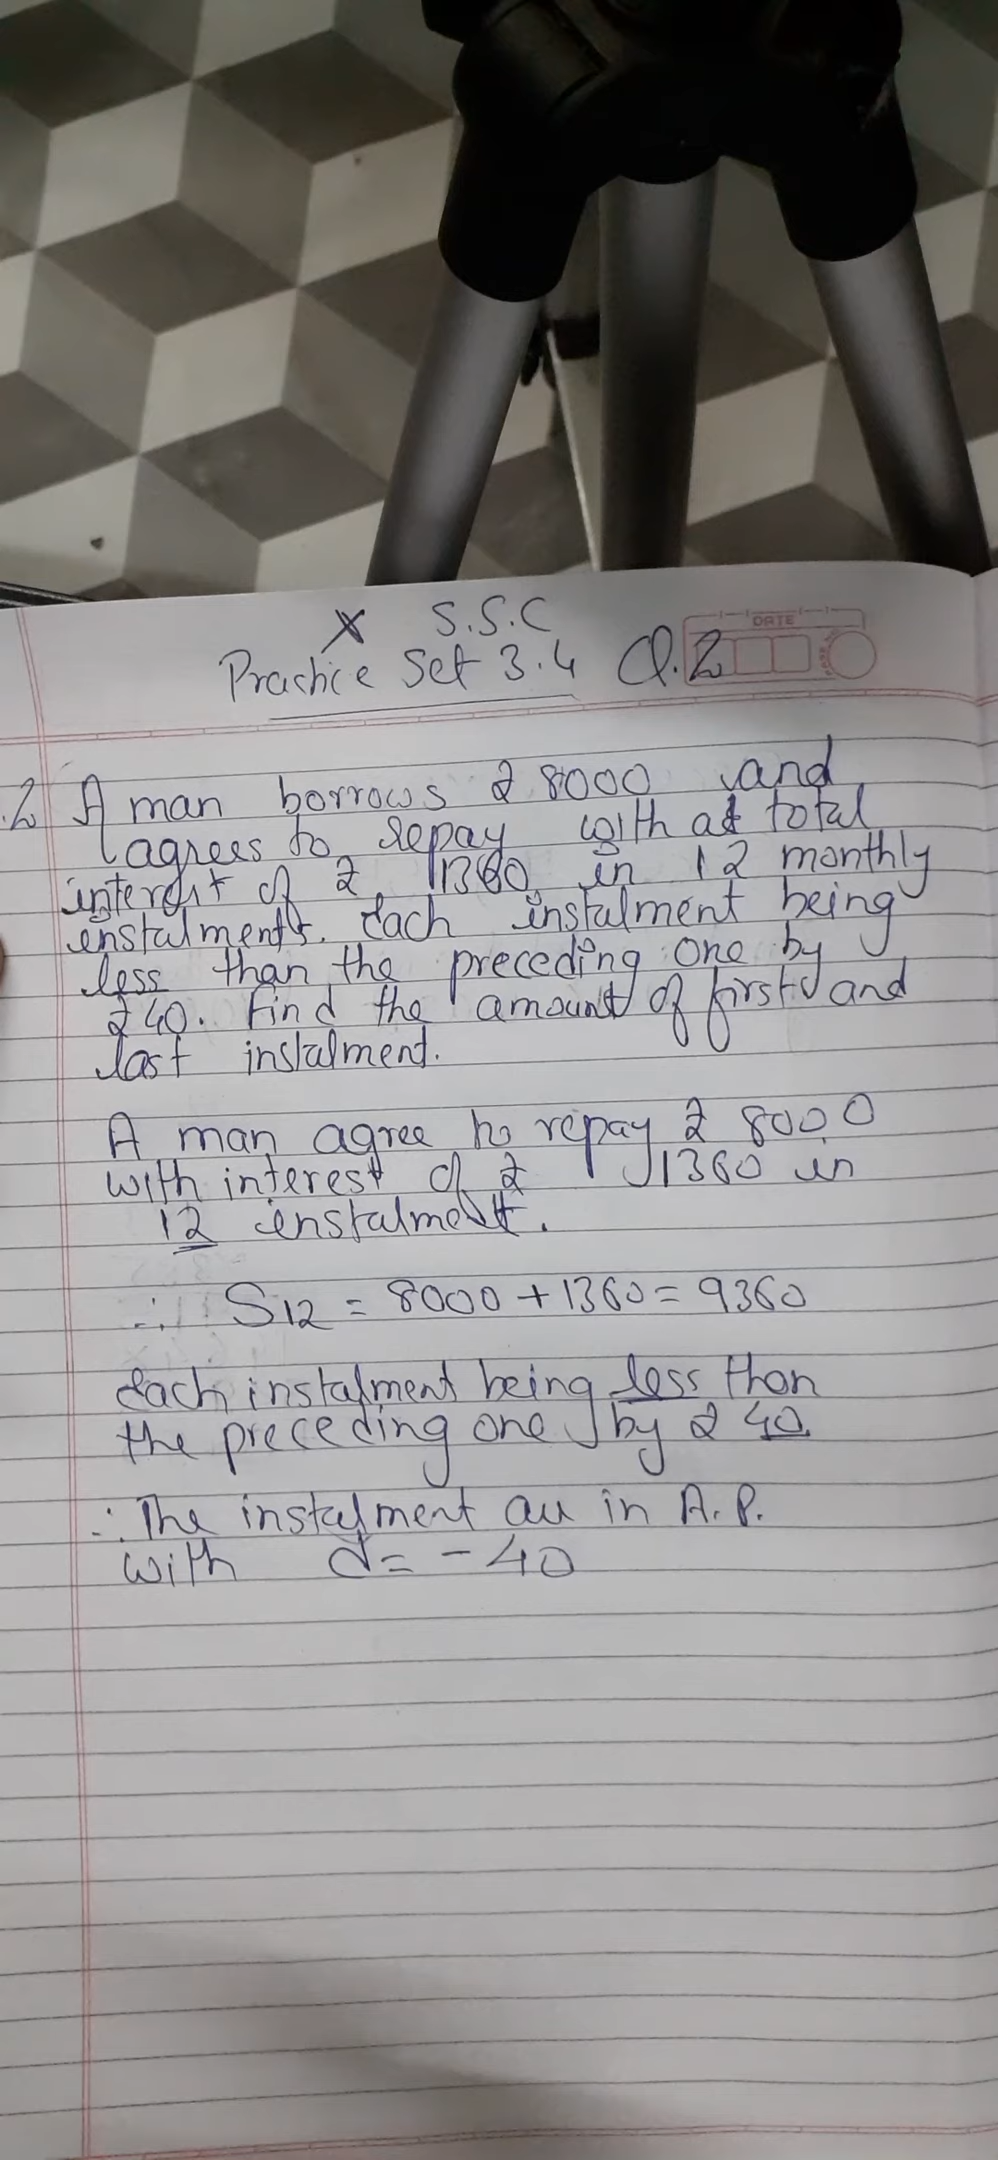 X S.S.C
DATE
Practice Set 3.4 Q.2
.2 A man borrows ₹ 8000 and
agrees to repay with at total
interest of ₹ 1360 in 12 monthly
instalments. Each instalment being
less than the preceding one by
₹ 40. Find the amount of first and
last instalment.
A man agree to repay ₹ 8000
with interest of ₹ 1360 in
12 instalment.
∴ S12 = 8000 + 1360 = 9360
Each instalment being less than
the preceding one by ₹ 40.
∴ The instalment are in A.P.
with d = - 40